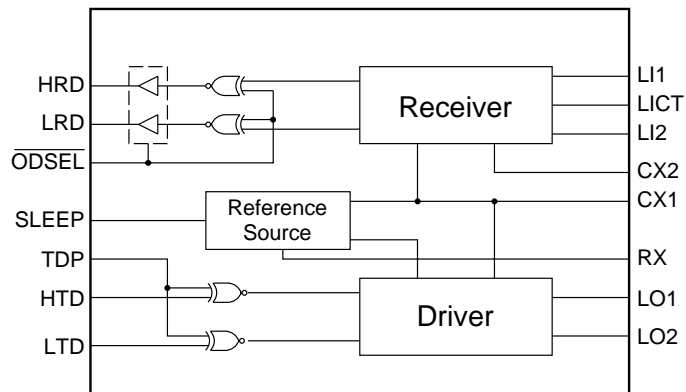 HRD
LRD
ODSEL
SLEEP
TDP
HTD
LTD
Receiver
Reference
Source
Driver
LI1
LICT
LI2
CX2
CX1
RX
LO1
LO2